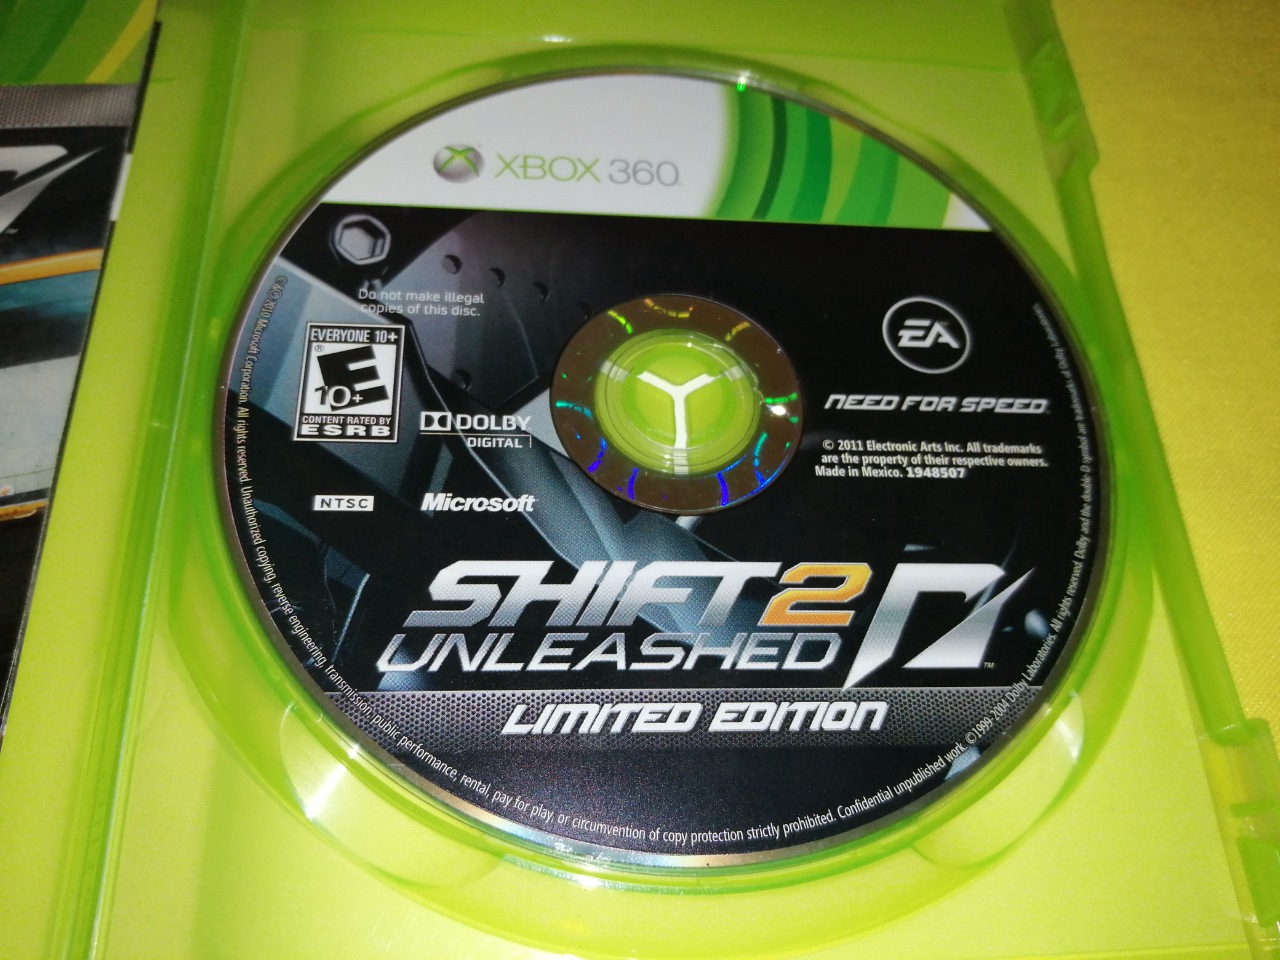 XBOX 360
Do not make illegal
copies of this disc.
EVERYONE 10+
E
10+
®
CONTENT RATED BY
ESRB
DOLBY
DIGITAL
NTSC
Microsoft
EA
NEED FOR SPEED
© 2011 Electronic Arts Inc. All trademarks
are the property of their respective owners.
Made in Mexico. 1948507
SHIFT 2
UNLEASHED
™
LIMITED EDITION
2010 Microsoft Corporation. All rights reserved. Unauthorized copying, reverse engineering, transmission, public performance, rental, pay for play, or circumvention of copy protection strictly prohibited. Confidential unpublished work. ©1999-2004 Dolby Laboratories. All rights reserved. Dolby and the double-D symbol are trademarks of Dolby Laboratories.